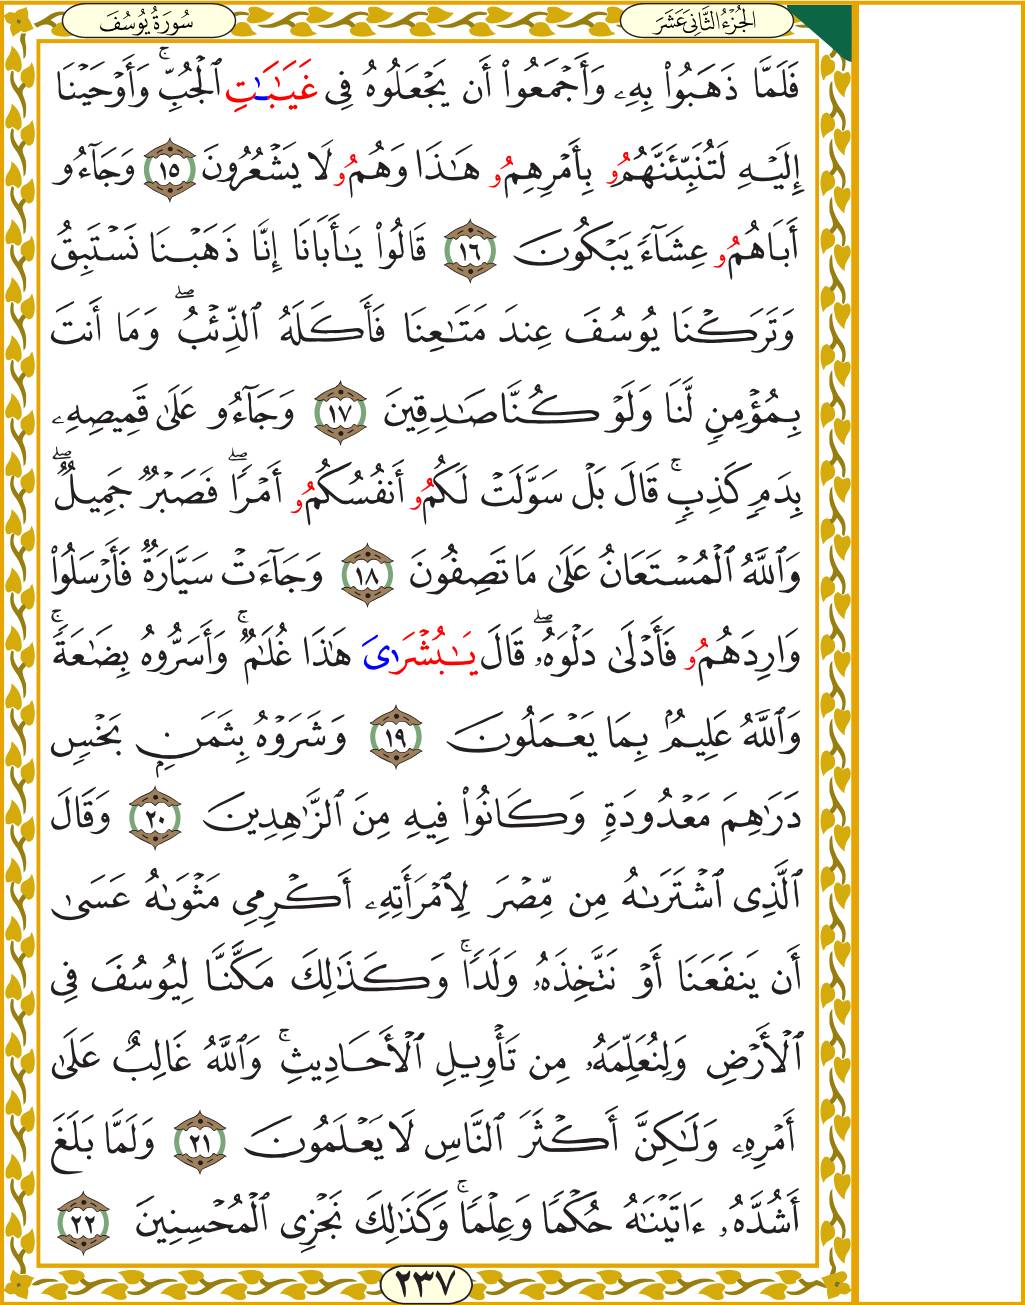 الجُزْءُ الثَّانِيَ عَشَرَ
سُورَةُ يُوسُفَ
فَلَمَّا ذَهَبُوا۟ بِهِۦ وَأَجْمَعُوٓا۟ أَن يَجْعَلُوهُ فِى غَيَـٰبَـٰتِ ٱلْجُبِّ ۚ وَأَوْحَيْنَا
إِلَيْهِ لَتُنَبِّئَنَّهُمُو بِأَمْرِهِمُو هَـٰذَا وَهُمُو لَا يَشْعُرُونَ ١٥ وَجَآءُو
أَبَاهُمُو عِشَآءً يَبْكُونَ ١٦ قَالُوا۟ يَـٰأَبَانَا إِنَّا ذَهَبْنَا نَسْتَبِقُ
وَتَرَكْنَا يُوسُفَ عِندَ مَتَـٰعِنَا فَأَكَلَهُ ٱلذِّئْبُ ۖ وَمَا أَنتَ
بِمُؤْمِنٍ لَّنَا وَلَوْ كُنَّا صَـٰدِقِينَ ١٧ وَجَآءُو عَلَىٰ قَمِيصِهِۦ
بِدَمٍ كَذِبٍ ۚ قَالَ بَلْ سَوَّلَتْ لَكُمُو أَنفُسُكُمُو أَمْرًا ۖ فَصَبْرٌ جَمِيلٌ ۖ
وَٱللَّهُ ٱلْمُسْتَعَانُ عَلَىٰ مَا تَصِفُونَ ١٨ وَجَآءَتْ سَيَّارَةٌ فَأَرْسَلُوا۟
وَارِدَهُمُو فَأَدْلَىٰ دَلْوَهُۥ ۖ قَالَ يَـٰبُشْرَاىَ هَـٰذَا غُلَـٰمٌ ۚ وَأَسَرُّوهُ بِضَـٰعَةً ۚ
وَٱللَّهُ عَلِيمٌۢ بِمَا يَعْمَلُونَ ١٩ وَشَرَوْهُ بِثَمَنٍۭ بَخْسٍ
دَرَٰهِمَ مَعْدُودَةٍ وَكَانُوا۟ فِيهِ مِنَ ٱلزَّٰهِدِينَ ٢٠ وَقَالَ
ٱلَّذِى ٱشْتَرَىٰهُ مِن مِّصْرَ لِٱمْرَأَتِهِۦ أَكْرِمِى مَثْوَىٰهُ عَسَىٰ
أَن يَنفَعَنَا أَوْ نَتَّخِذَهُۥ وَلَدًا ۚ وَكَذَٰلِكَ مَكَّنَّا لِيُوسُفَ فِى
ٱلْأَرْضِ وَلِنُعَلِّمَهُۥ مِن تَأْوِيلِ ٱلْأَحَادِيثِ ۚ وَٱللَّهُ غَالِبٌ عَلَىٰ
أَمْرِهِۦ وَلَـٰكِنَّ أَكْثَرَ ٱلنَّاسِ لَا يَعْلَمُونَ ٢١ وَلَمَّا بَلَغَ
أَشُدَّهُۥ ءَاتَيْنَـٰهُ حُكْمًا وَعِلْمًا ۚ وَكَذَٰلِكَ نَجْزِى ٱلْمُحْسِنِينَ ٢٢
٢٣٧